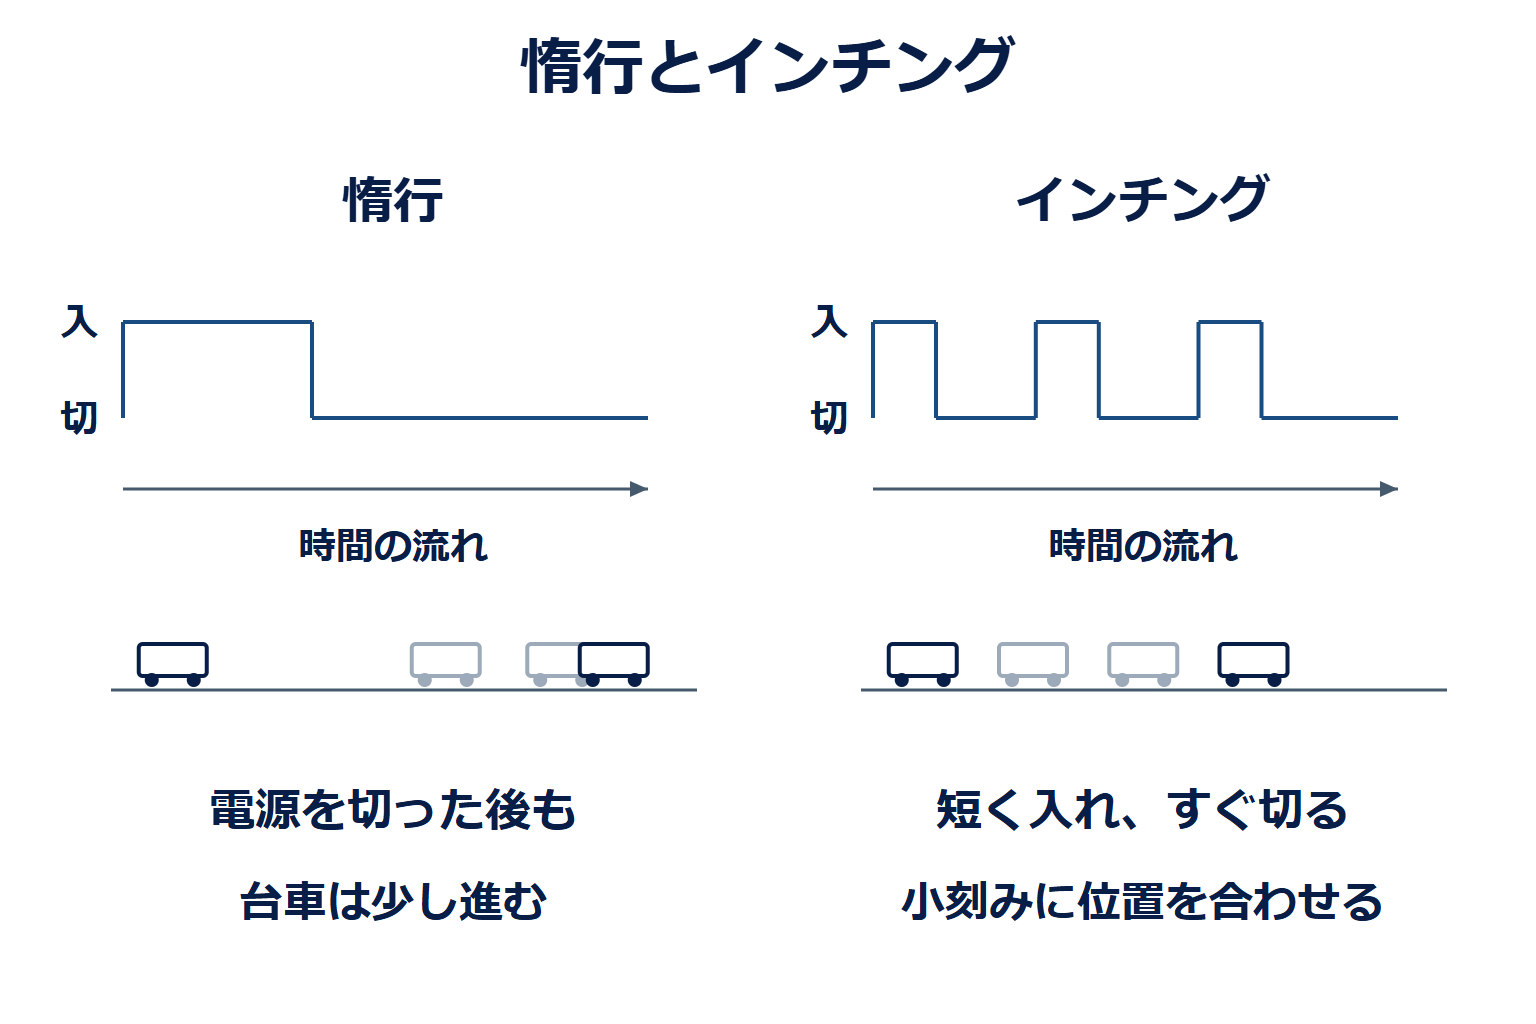 惰行とインチング
惰行
入
切
時間の流れ
電源を切った後も
台車は少し進む
インチング
入
切
時間の流れ
短く入れ、すぐ切る
小刻みに位置を合わせる